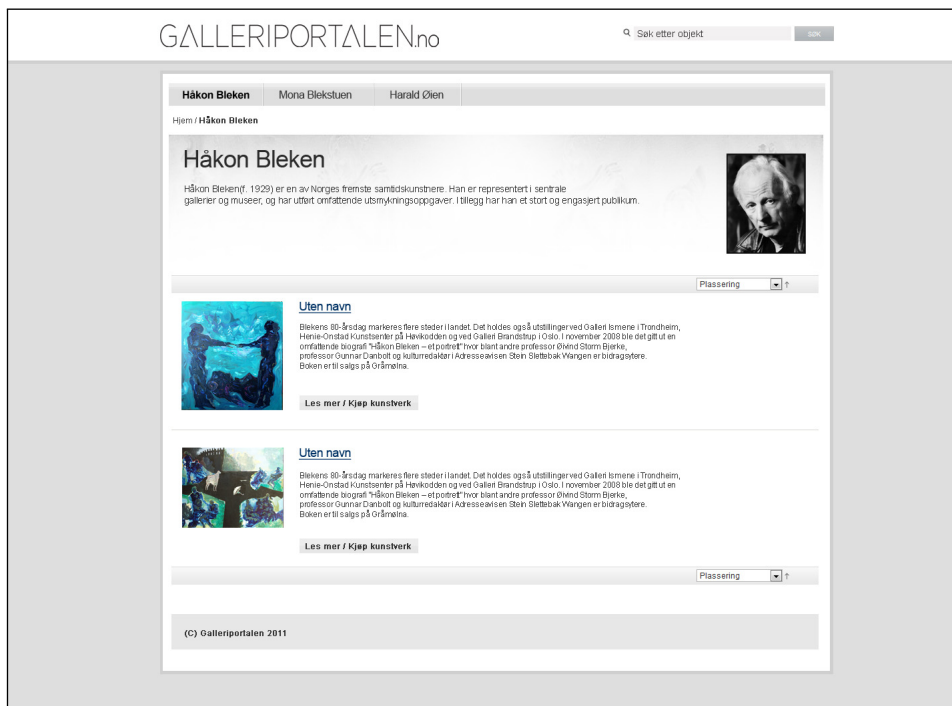 GALLERIPORTALEN.no
Søk etter objekt
SØK
Håkon Bleken Mona Blekstuen Harald Øien
Hjem / Håkon Bleken
Håkon Bleken
Håkon Bleken(f. 1929) er en av Norges fremste samtidskunstnere. Han er representert i sentrale
gallerier og museer, og har utført omfattende utsmykningsoppgaver. I tillegg har han et stort og engasjert publikum.
Plassering
Uten navn
Blekens 80-årsdag markeres flere steder i landet. Det holdes også utstillinger ved Galleri Ismene i Trondheim,
Henie-Onstad Kunstsenter på Høvikodden og ved Galleri Brandstrup i Oslo. I november 2008 ble det gitt ut en
omfattende biografi "Håkon Bleken – et portrett" hvor blant andre professor Øivind Storm Bjerke,
professor Gunnar Danbolt og kulturredaktør i Adresseavisen Stein Slettebak Wangen er bidragsytere.
Boken er til salgs på Gråmølna.
Les mer / Kjøp kunstverk
Uten navn
Blekens 80-årsdag markeres flere steder i landet. Det holdes også utstillinger ved Galleri Ismene i Trondheim,
Henie-Onstad Kunstsenter på Høvikodden og ved Galleri Brandstrup i Oslo. I november 2008 ble det gitt ut en
omfattende biografi "Håkon Bleken – et portrett" hvor blant andre professor Øivind Storm Bjerke,
professor Gunnar Danbolt og kulturredaktør i Adresseavisen Stein Slettebak Wangen er bidragsytere.
Boken er til salgs på Gråmølna.
Les mer / Kjøp kunstverk
Plassering
(C) Galleriportalen 2011